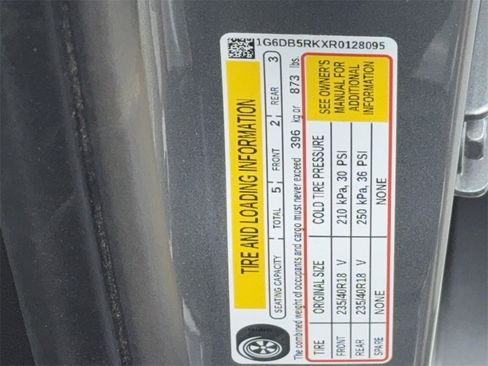 1G6DB5RKXR0128095
TIRE AND LOADING INFORMATION
SEATING CAPACITY TOTAL 5 FRONT 2 REAR 3
The combined weight of occupants and cargo must never exceed 396 kg or 873 lbs.
TIRE ORIGINAL SIZE COLD TIRE PRESSURE
FRONT 235/40R18 V 210 kPa, 30 PSI
REAR 235/40R18 V 250 kPa, 36 PSI
SPARE NONE NONE
SEE OWNER'S
MANUAL FOR
ADDITIONAL
INFORMATION